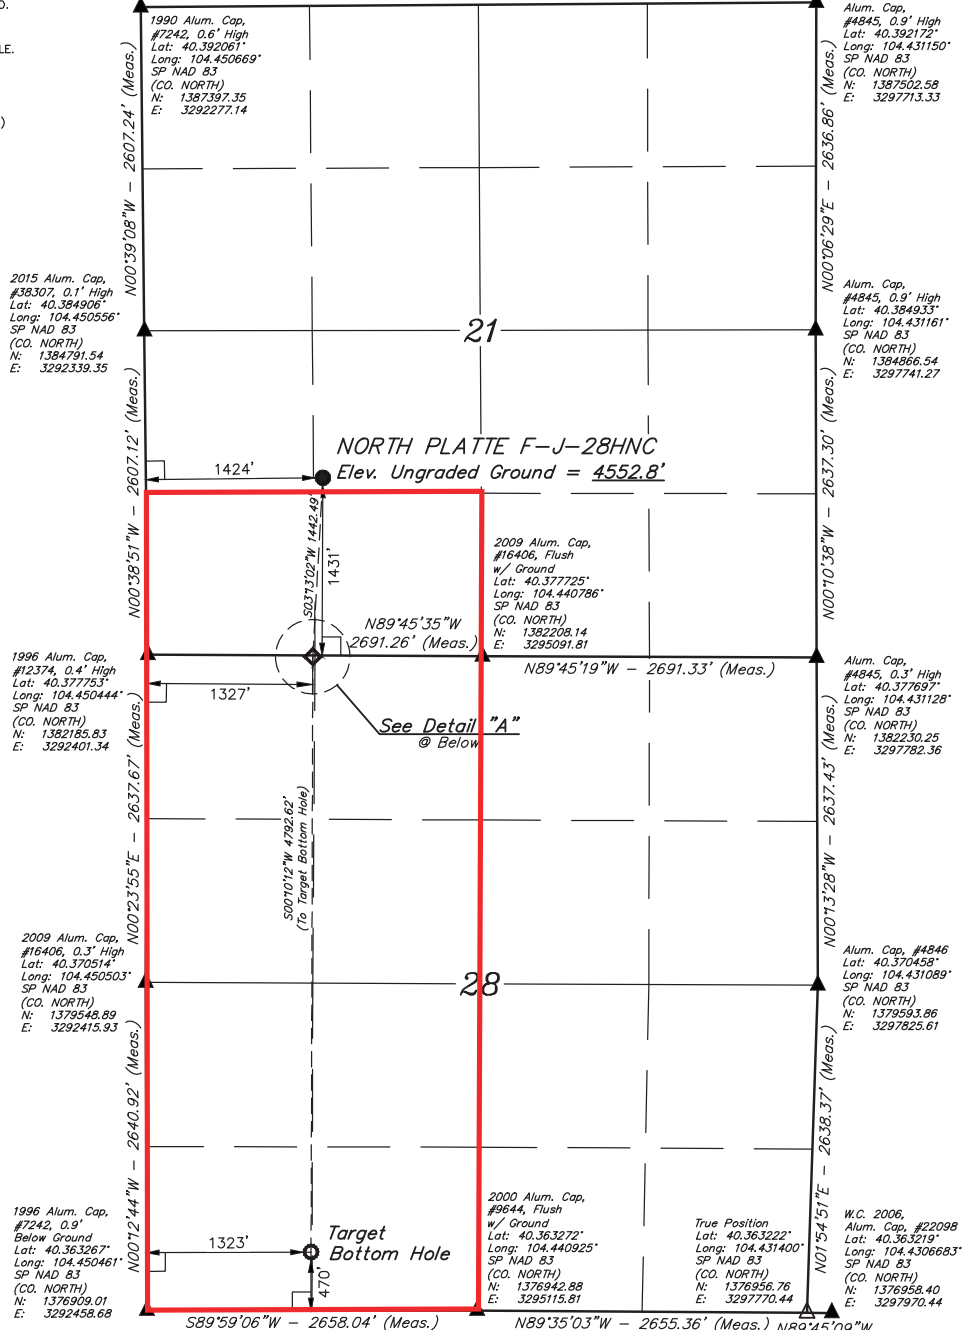 O.
LE.
)
1990 Alum. Cap,
#7242, 0.6' High
Lat: 40.392061°
Long: 104.450669°
SP NAD 83
(CO. NORTH)
N: 1387397.35
E: 3292277.14
Alum. Cap,
#4845, 0.9' High
Lat: 40.392172°
Long: 104.431150°
SP NAD 83
(CO. NORTH)
N: 1387502.58
E: 3297713.33
N00°39'08"W - 2607.24' (Meas.)
N00°06'29"E - 2636.86' (Meas.)
2015 Alum. Cap,
#38307, 0.1' High
Lat: 40.384906°
Long: 104.450556°
SP NAD 83
(CO. NORTH)
N: 1384791.54
E: 3292339.35
21
Alum. Cap,
#4845, 0.9' High
Lat: 40.384933°
Long: 104.431161°
SP NAD 83
(CO. NORTH)
N: 1384866.54
E: 3297741.27
N00°38'51"W - 2607.12' (Meas.)
N00°10'38"W - 2637.30' (Meas.)
NORTH PLATTE F-J-28HNC
Elev. Ungraded Ground = 4552.8'
1424'
S03°13'02"W 1442.49'
1431'
2009 Alum. Cap,
#16406, Flush
w/ Ground
Lat: 40.377725°
Long: 104.440786°
SP NAD 83
(CO. NORTH)
N: 1382208.14
E: 3295091.81
N89°45'35"W
2691.26' (Meas.)
N89°45'19"W - 2691.33' (Meas.)
1996 Alum. Cap,
#12374, 0.4' High
Lat: 40.377753°
Long: 104.450444°
SP NAD 83
(CO. NORTH)
N: 1382185.83
E: 3292401.34
1327'
See Detail "A"
@ Below
Alum. Cap,
#4845, 0.3' High
Lat: 40.377697°
Long: 104.431128°
SP NAD 83
(CO. NORTH)
N: 1382230.25
E: 3297782.36
N00°23'55"E - 2637.67' (Meas.)
S00°10'12"W 4792.62'
(To Target Bottom Hole)
N00°13'28"W - 2637.43' (Meas.)
2009 Alum. Cap,
#16406, 0.3' High
Lat: 40.370514°
Long: 104.450503°
SP NAD 83
(CO. NORTH)
N: 1379548.89
E: 3292415.93
28
Alum. Cap, #4846
Lat: 40.370458°
Long: 104.431089°
SP NAD 83
(CO. NORTH)
N: 1379593.86
E: 3297825.61
N00°12'44"W - 2640.92' (Meas.)
N01°54'51"E - 2638.37' (Meas.)
1996 Alum. Cap,
#7242, 0.9'
Below Ground
Lat: 40.363267°
Long: 104.450461°
SP NAD 83
(CO. NORTH)
N: 1376909.01
E: 3292458.68
1323'
Target
Bottom Hole
470'
2000 Alum. Cap,
#9644, Flush
w/ Ground
Lat: 40.363272°
Long: 104.440925°
SP NAD 83
(CO. NORTH)
N: 1376942.88
E: 3295115.81
True Position
Lat: 40.363222°
Long: 104.431400°
SP NAD 83
(CO. NORTH)
N: 1376956.76
E: 3297770.44
W.C. 2006,
Alum. Cap, #22098
Lat: 40.363219°
Long: 104.4306683°
SP NAD 83
(CO. NORTH)
N: 1376958.40
E: 3297970.44
S89°59'06"W - 2658.04' (Meas.)
N89°35'03"W - 2655.36' (Meas.)
N89°45'09"W